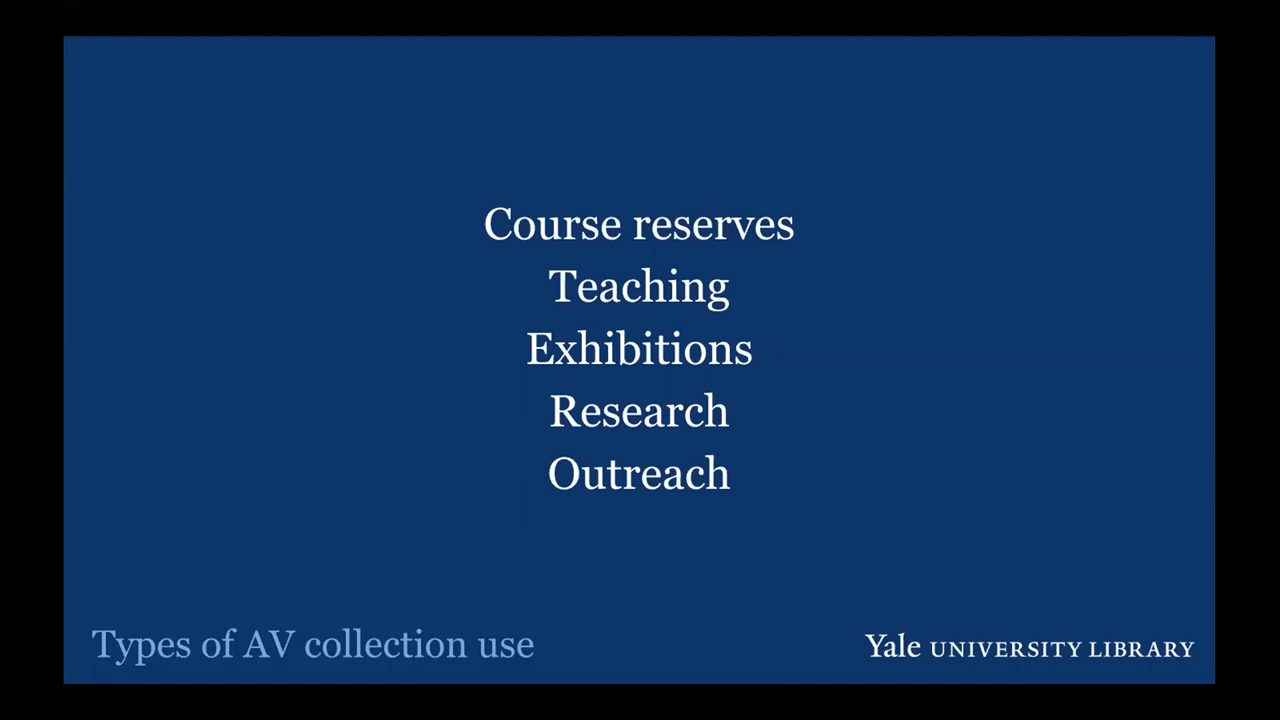 Course reserves
Teaching
Exhibitions
Research
Outreach
Types of AV collection use
Yale UNIVERSITY LIBRARY